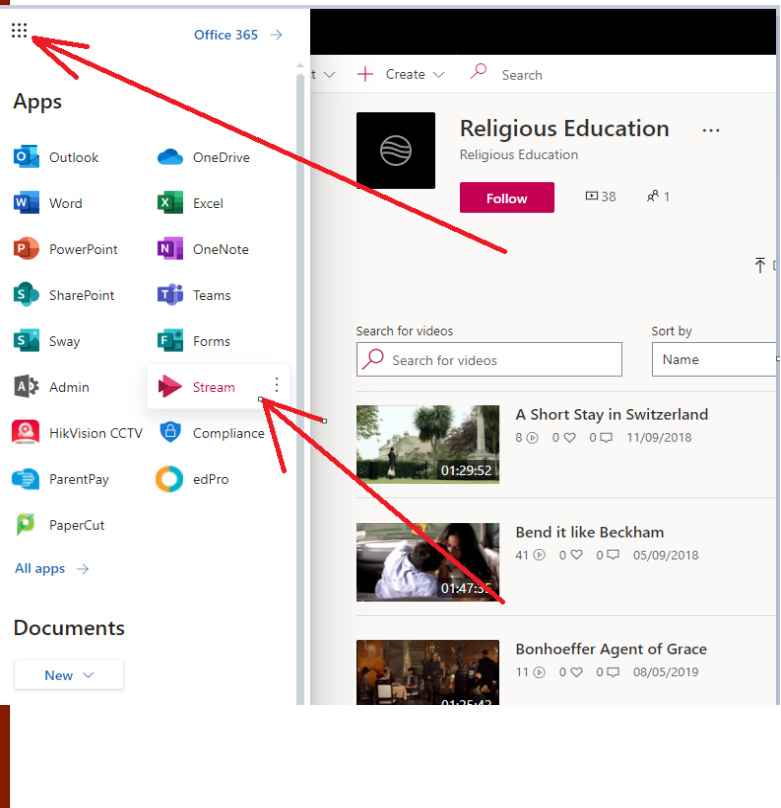 Office 365 →
Apps
Outlook
OneDrive
Word
Excel
PowerPoint
OneNote
SharePoint
Teams
Sway
Forms
Admin
Stream
HikVision CCTV
Compliance
ParentPay
edPro
PaperCut
All apps →
Documents
New
t
Create
Search
Religious Education ...
Religious Education
Follow
38
1
Search for videos
Sort by
Search for videos
Name
A Short Stay in Switzerland
8 0 0 11/09/2018
01:29:52
Bend it like Beckham
41 0 0 05/09/2018
01:47:35
Bonhoeffer Agent of Grace
11 0 0 08/05/2019